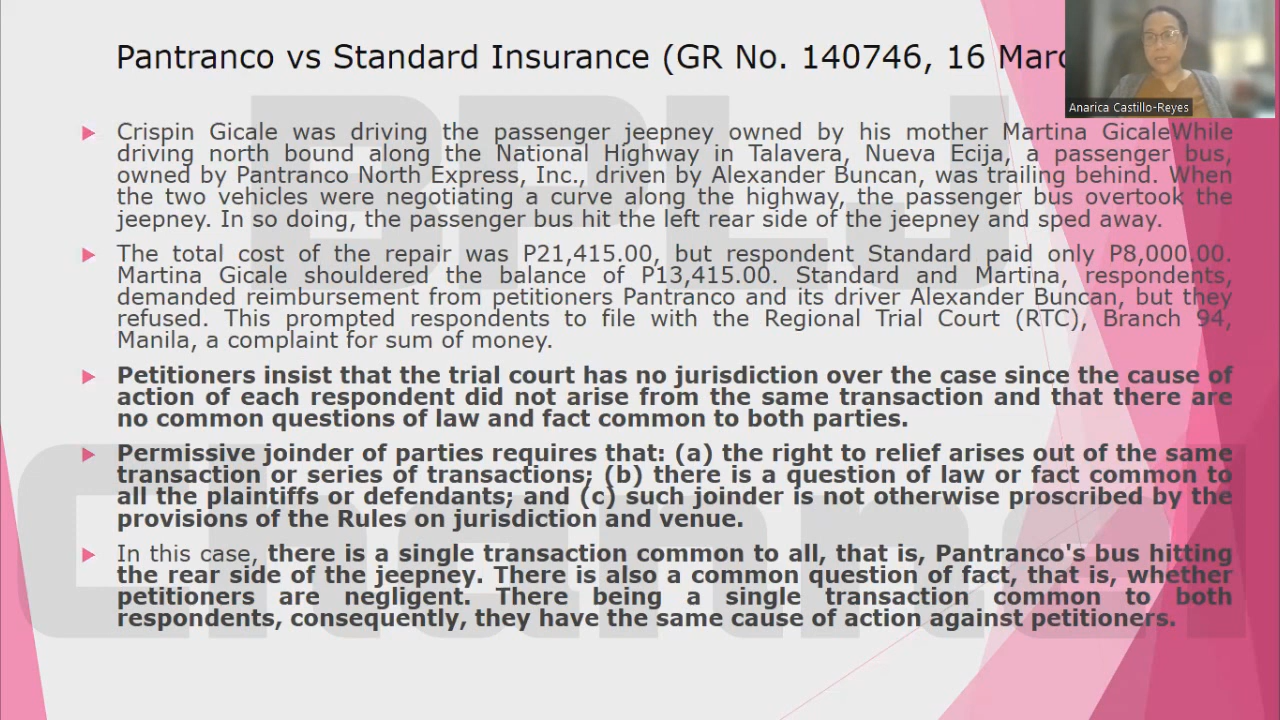 Pantranco vs Standard Insurance (GR No. 140746, 16 Marc
Anarica Castillo-Reyes
Crispin Gicale was driving the passenger jeepney owned by his mother Martina GicaleWhile
driving north bound along the National Highway in Talavera, Nueva Ecija, a passenger bus,
owned by Pantranco North Express, Inc., driven by Alexander Buncan, was trailing behind. When
the two vehicles were negotiating a curve along the highway, the passenger bus overtook the
jeepney. In so doing, the passenger bus hit the left rear side of the jeepney and sped away.
The total cost of the repair was P21,415.00, but respondent Standard paid only P8,000.00.
Martina Gicale shouldered the balance of P13,415.00. Standard and Martina, respondents,
demanded reimbursement from petitioners Pantranco and its driver Alexander Buncan, but they
refused. This prompted respondents to file with the Regional Trial Court (RTC), Branch 94,
Manila, a complaint for sum of money.
Petitioners insist that the trial court has no jurisdiction over the case since the cause of
action of each respondent did not arise from the same transaction and that there are
no common questions of law and fact common to both parties.
Permissive joinder of parties requires that: (a) the right to relief arises out of the same
transaction or series of transactions; (b) there is a question of law or fact common to
all the plaintiffs or defendants; and (c) such joinder is not otherwise proscribed by the
provisions of the Rules on jurisdiction and venue.
In this case, there is a single transaction common to all, that is, Pantranco's bus hitting
the rear side of the jeepney. There is also a common question of fact, that is, whether
petitioners are negligent. There being a single transaction common to both
respondents, consequently, they have the same cause of action against petitioners.
BPLJ
Channel